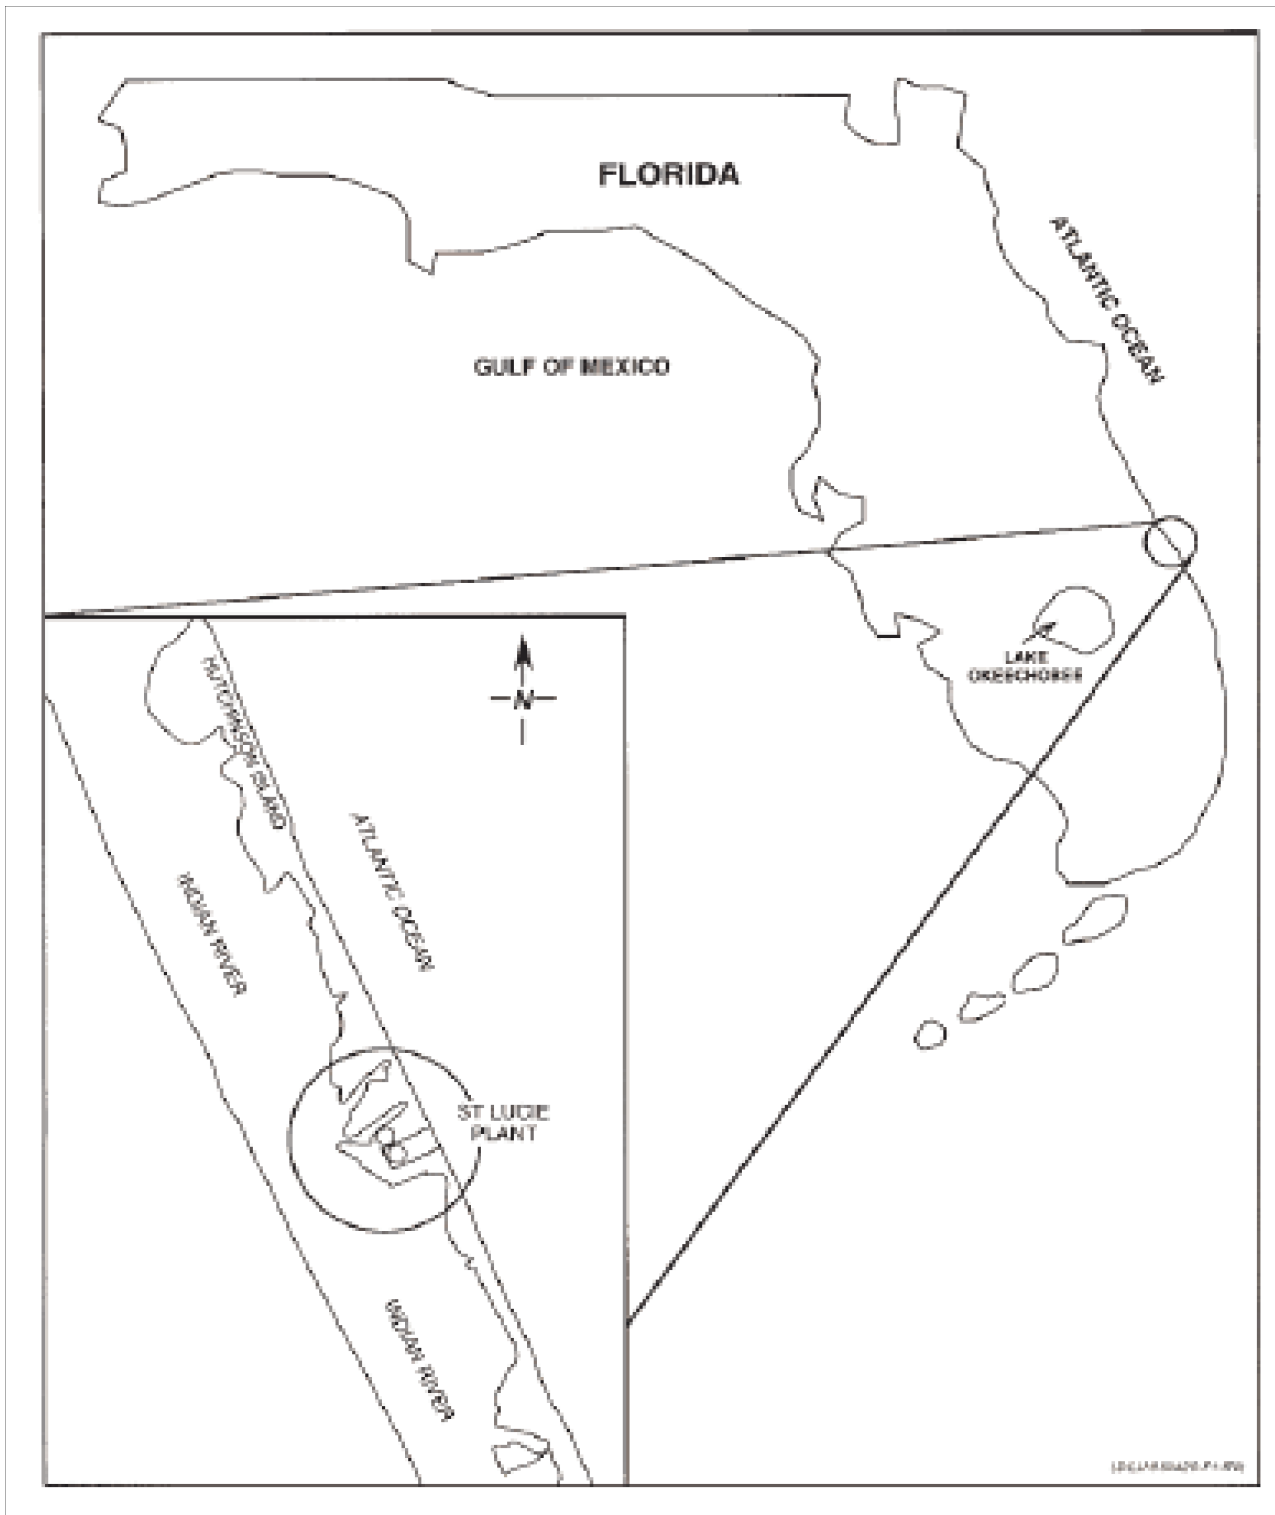 FLORIDA
ATLANTIC OCEAN
GULF OF MEXICO
LAKE
OKEECHOBEE
N
HUTCHINSON ISLAND
ATLANTIC OCEAN
INDIAN RIVER
ST LUCIE
PLANT
INDIAN RIVER